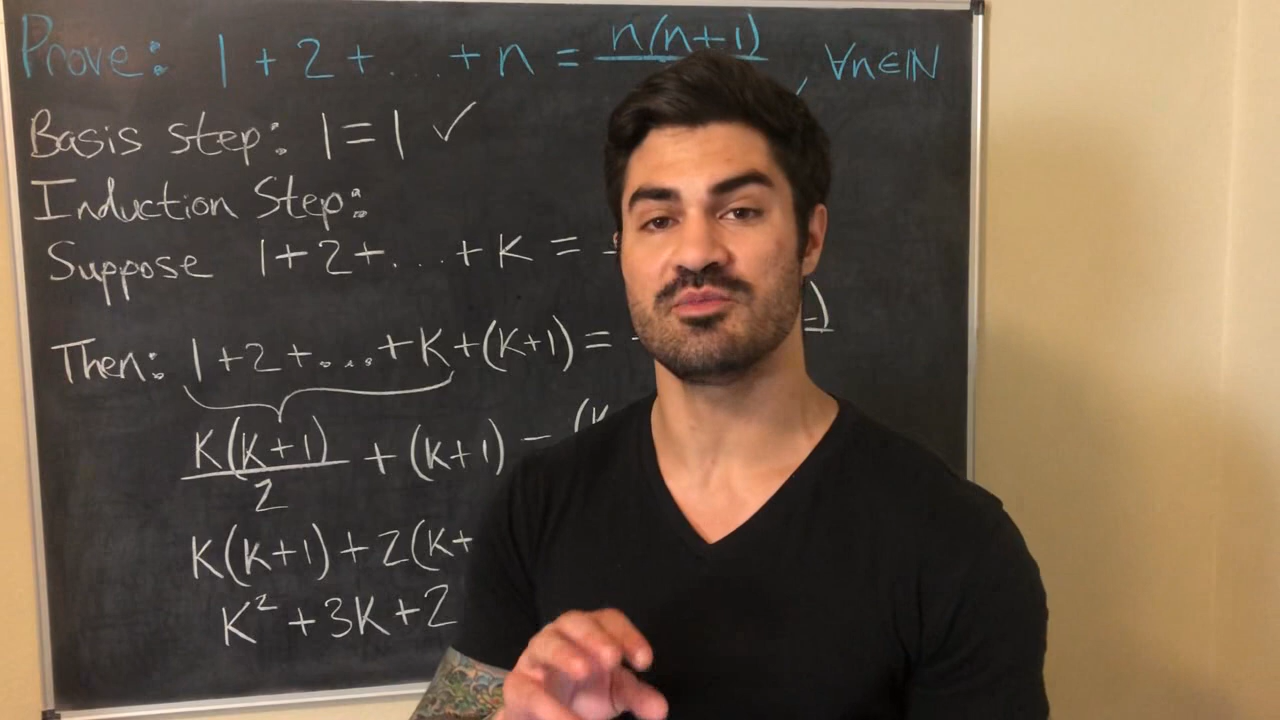 Prove: 1 + 2 + . . . + n = n(n+1) , ∀n∈ℕ
Basis step: 1=1 ✓
Induction Step:
Suppose 1+2+. . .+K =
Then: 1+2+...+K+(K+1) =
K(K+1)/2 + (K+1) = (K
K(K+1)+2(K+
K²+3K+2